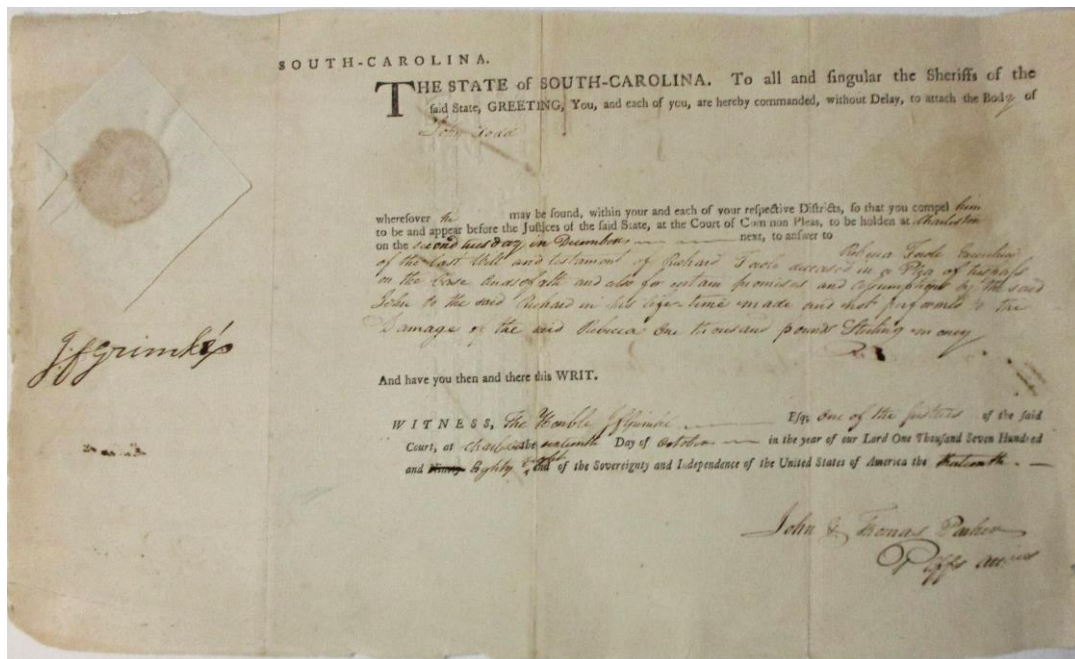 SOUTH-CAROLINA.
THE STATE of SOUTH-CAROLINA. To all and singular the Sheriffs of the
said State, GREETING, You, and each of you, are hereby commanded, without Delay, to attach the Body of
John Todd
wheresoever he may be found, within your and each of your respective Districts, so that you compel him
to be and appear before the Justices of the said State, at the Court of Common Pleas, to be holden at Charleston
on the second tuesday in December next, to answer to
Rebecca Toole Executrix
of the Last Will and testament of Richard Toole deceased in a Plea of trespass
on the Case and also for certain promises and assumptions by the said
John to the said Richard in his life-time made and not performed to the
Damage of the said Rebecca One thousand pounds Sterling money
J F Grimké
And have you then and there this WRIT.
WITNESS, The Honble J F Grimké Esq; One of the Justices of the said
Court, at the sixteenth Day of October in the year of our Lord One Thousand Seven Hundred
and Ninety Eighty eight and of the Sovereignty and Independence of the United States of America the thirteenth.
John & Thomas Parker
Plffs